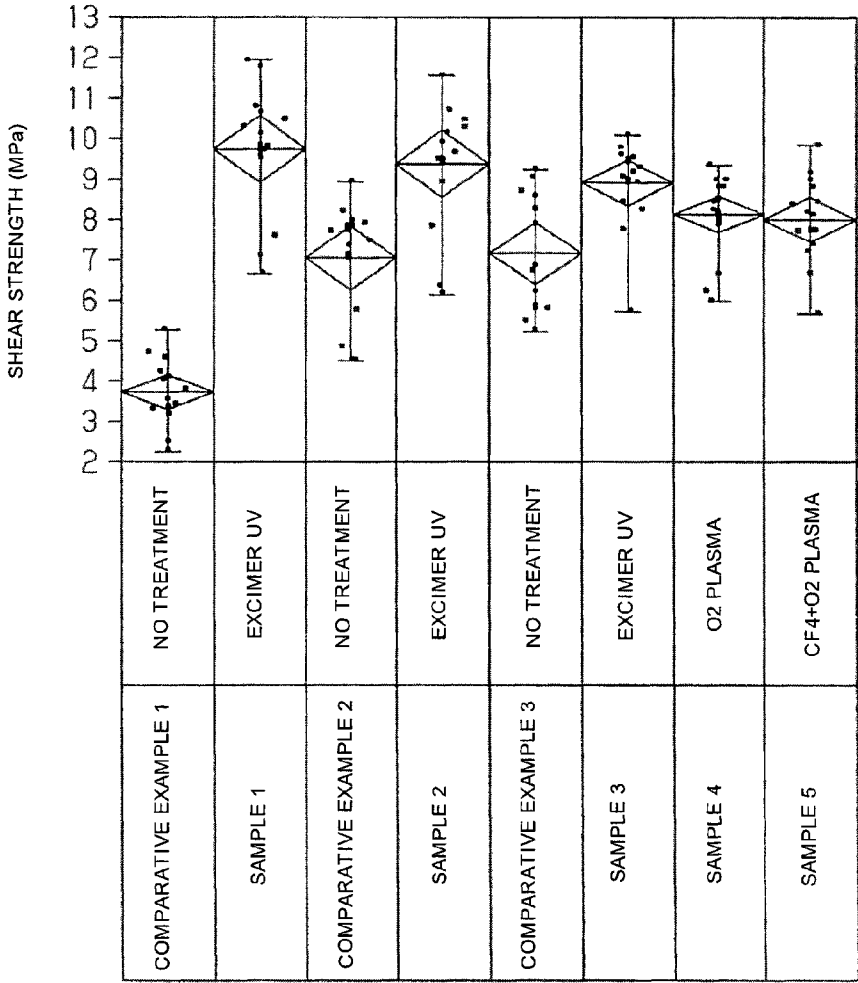 SHEAR STRENGTH (MPa)
13
12
11
10
9
8
7
6
5
4
3
2
NO TREATMENT
EXCIMER UV
NO TREATMENT
EXCIMER UV
NO TREATMENT
EXCIMER UV
O2 PLASMA
CF4+O2 PLASMA
COMPARATIVE EXAMPLE 1
SAMPLE 1
COMPARATIVE EXAMPLE 2
SAMPLE 2
COMPARATIVE EXAMPLE 3
SAMPLE 3
SAMPLE 4
SAMPLE 5